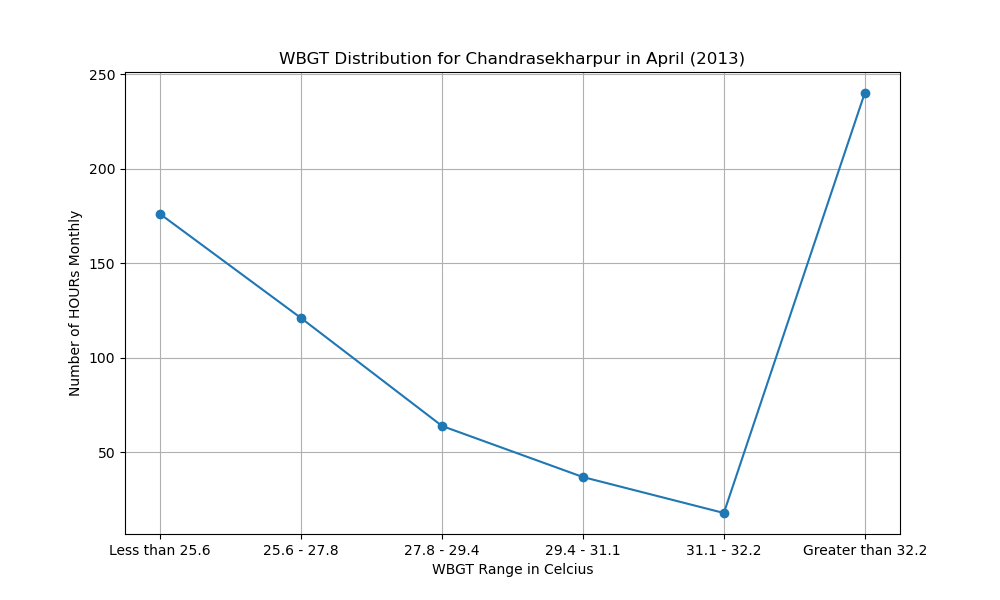 WBGT Distribution for Chandrasekharpur in April (2013)
Number of HOURs Monthly
250
200
150
100
50
Less than 25.6
25.6 - 27.8
27.8 - 29.4
29.4 - 31.1
31.1 - 32.2
Greater than 32.2
WBGT Range in Celcius